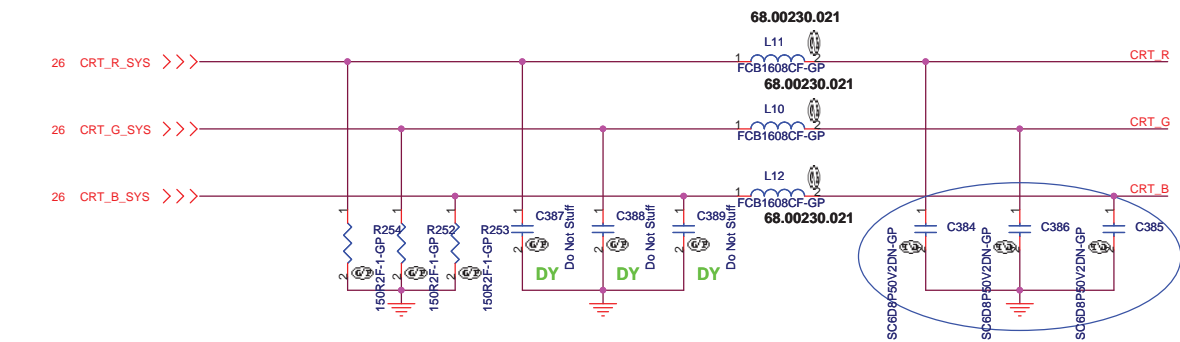 68.00230.021
L11
1
2
26 CRT_R_SYS
CRT_R
FCB1608CF-GP
68.00230.021
L10
1
2
26 CRT_G_SYS
CRT_G
FCB1608CF-GP
L12
1
2
26 CRT_B_SYS
CRT_B
FCB1608CF-GP
68.00230.021
1
2
R254
150R2F-1-GP
1
2
R252
150R2F-1-GP
1
2
R253
150R2F-1-GP
1
2
C387
Do Not Stuff
DY
1
2
C388
Do Not Stuff
DY
1
2
C389
Do Not Stuff
DY
1
2
C384
SC6D8P50V2DN-GP
1
2
C386
SC6D8P50V2DN-GP
1
2
C385
SC6D8P50V2DN-GP